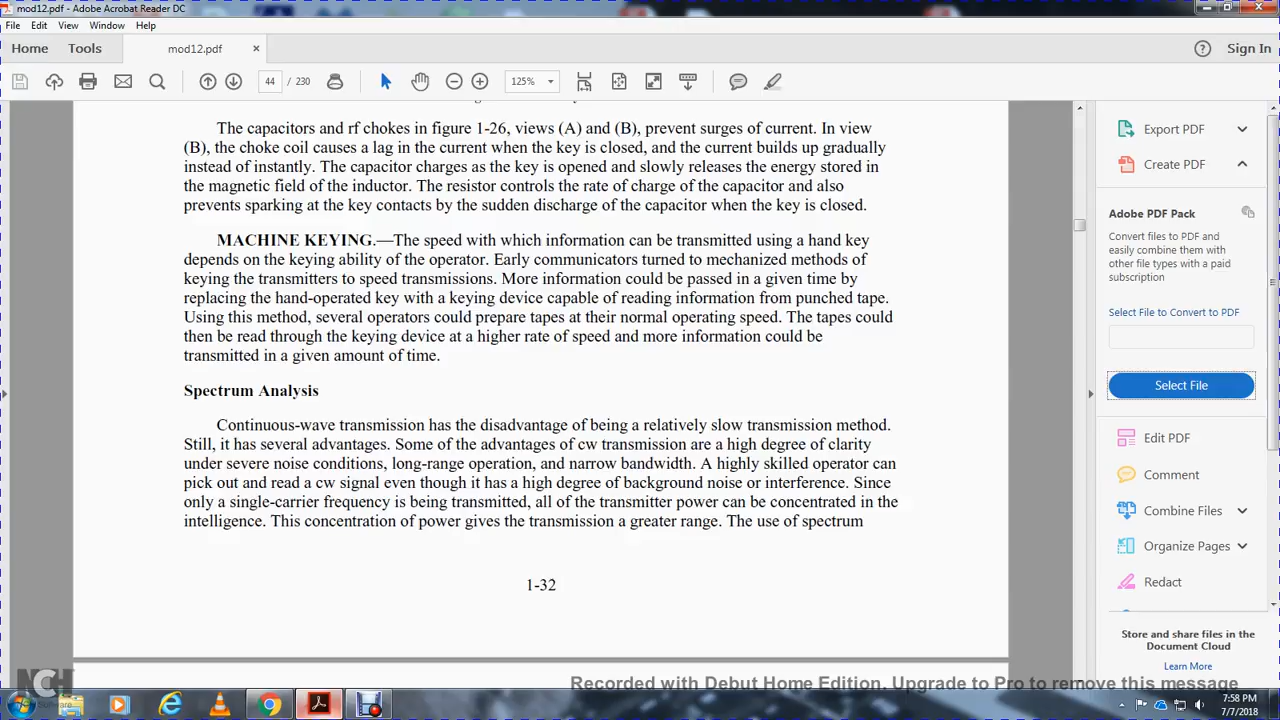 mod12.pdf - Adobe Acrobat Reader DC
File Edit View Window Help
Home Tools mod12.pdf × Sign In
44 / 230 125%
The capacitors and rf chokes in figure 1-26, views (A) and (B), prevent surges of current. In view
(B), the choke coil causes a lag in the current when the key is closed, and the current builds up gradually
instead of instantly. The capacitor charges as the key is opened and slowly releases the energy stored in
the magnetic field of the inductor. The resistor controls the rate of charge of the capacitor and also
prevents sparking at the key contacts by the sudden discharge of the capacitor when the key is closed.
MACHINE KEYING.—The speed with which information can be transmitted using a hand key
depends on the keying ability of the operator. Early communicators turned to mechanized methods of
keying the transmitters to speed transmissions. More information could be passed in a given time by
replacing the hand-operated key with a keying device capable of reading information from punched tape.
Using this method, several operators could prepare tapes at their normal operating speed. The tapes could
then be read through the keying device at a higher rate of speed and more information could be
transmitted in a given amount of time.
Spectrum Analysis
Continuous-wave transmission has the disadvantage of being a relatively slow transmission method.
Still, it has several advantages. Some of the advantages of cw transmission are a high degree of clarity
under severe noise conditions, long-range operation, and narrow bandwidth. A highly skilled operator can
pick out and read a cw signal even though it has a high degree of background noise or interference. Since
only a single-carrier frequency is being transmitted, all of the transmitter power can be concentrated in the
intelligence. This concentration of power gives the transmission a greater range. The use of spectrum
1-32
Export PDF
Create PDF
Adobe PDF Pack
Convert files to PDF and
easily combine them with
other file types with a paid
subscription
Select File to Convert to PDF
Select File
Edit PDF
Comment
Combine Files
Organize Pages
Redact
Store and share files in the
Document Cloud
Learn More
NCH
Software
Recorded with Debut Home Edition. Upgrade to Pro to remove this message
7:58 PM
7/7/2018